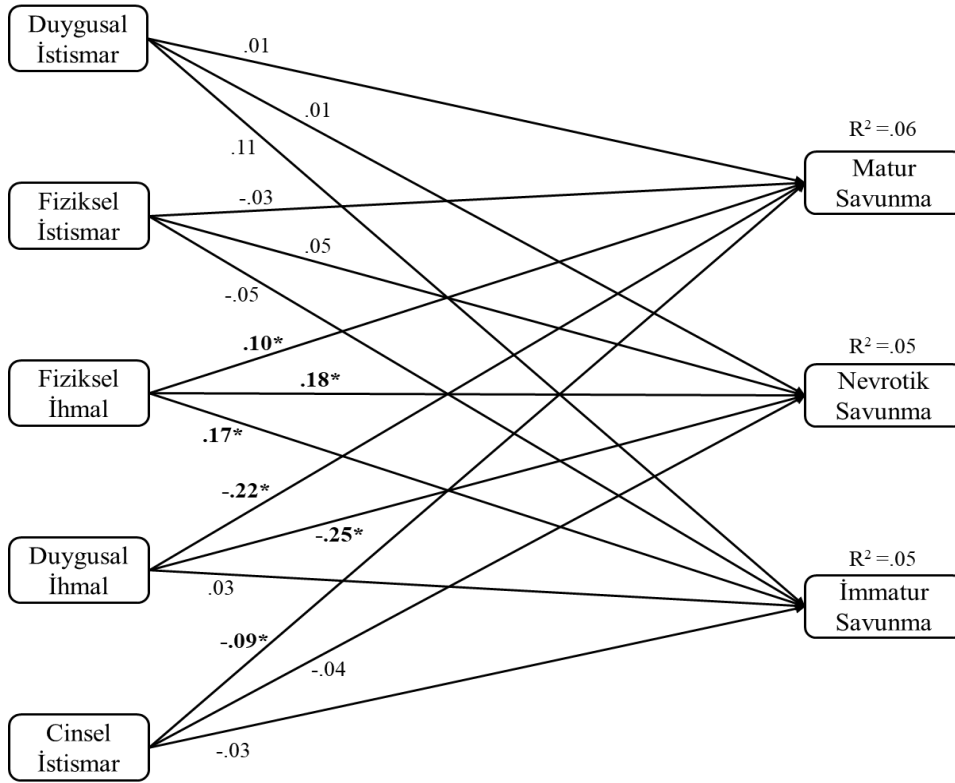 Duygusal
İstismar
.01
.01
.11
R² =.06
Matur
Savunma
Fiziksel
İstismar
-.03
.05
-.05
R² =.05
Nevrotik
Savunma
Fiziksel
İhmal
.10*
.18*
.17*
-.22*
-.25*
Duygusal
İhmal
.03
R² =.05
İmmatur
Savunma
-.09*
-.04
-.03
Cinsel
İstismar